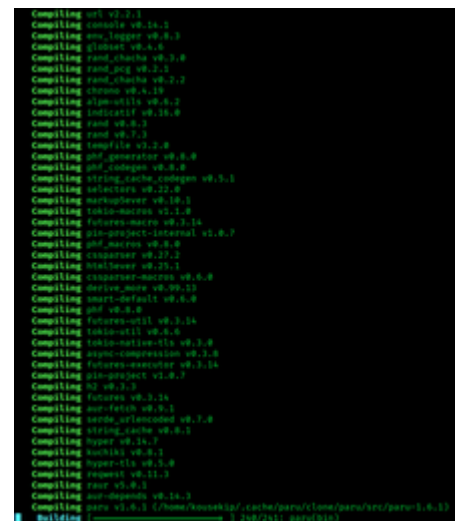 Compiling url v2.2.1
Compiling console v0.14.1
Compiling env_logger v0.8.3
Compiling globset v0.4.6
Compiling rand_chacha v0.3.0
Compiling rand_pcg v0.2.1
Compiling rand_chacha v0.2.2
Compiling chrono v0.4.19
Compiling alpm-utils v0.6.2
Compiling indicatif v0.16.0
Compiling rand v0.8.3
Compiling rand v0.7.3
Compiling tempfile v3.2.0
Compiling phf_generator v0.8.0
Compiling phf_codegen v0.8.0
Compiling string_cache_codegen v0.5.1
Compiling selectors v0.22.0
Compiling markup5ever v0.10.1
Compiling tokio-macros v1.1.0
Compiling futures-macro v0.3.14
Compiling pin-project-internal v1.0.7
Compiling phf_macros v0.8.0
Compiling cssparser v0.27.2
Compiling html5ever v0.25.1
Compiling cssparser-macros v0.6.0
Compiling derive_more v0.99.13
Compiling smart-default v0.6.0
Compiling phf v0.8.0
Compiling futures-util v0.3.14
Compiling tokio-util v0.6.6
Compiling tokio-native-tls v0.3.0
Compiling async-compression v0.3.8
Compiling futures-executor v0.3.14
Compiling pin-project v1.0.7
Compiling h2 v0.3.3
Compiling futures v0.3.14
Compiling aur-fetch v0.9.1
Compiling serde_urlencoded v0.7.0
Compiling string_cache v0.8.1
Compiling hyper v0.14.7
Compiling kuchiki v0.8.1
Compiling hyper-tls v0.5.0
Compiling reqwest v0.11.3
Compiling raur v5.0.1
Compiling aur-depends v0.14.3
Compiling paru v1.6.1 (/home/kousekip/.cache/paru/clone/paru/src/paru-1.6.1)
Building [ ] 240/241: paru(bin)